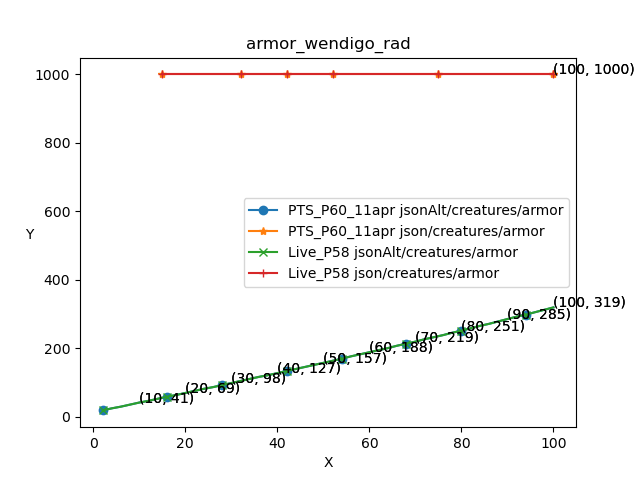 armor_wendigo_rad
(100, 1000)
1000
800
600
400
200
0
Y
PTS_P60_11apr jsonAlt/creatures/armor
PTS_P60_11apr json/creatures/armor
Live_P58 jsonAlt/creatures/armor
Live_P58 json/creatures/armor
(100, 319)
(90, 285)
(80, 251)
(70, 219)
(60, 188)
(50, 157)
(40, 127)
(30, 98)
(20, 69)
(10, 41)
0 20 40 60 80 100
X